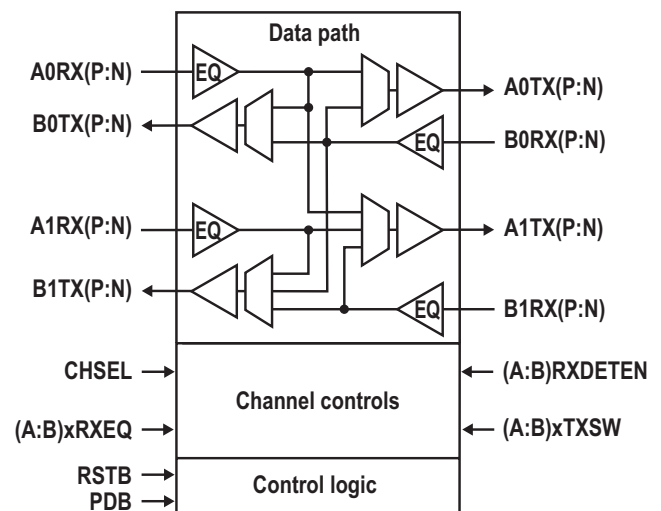 Data path
A0RX(P:N)
EQ
A0TX(P:N)
B0TX(P:N)
EQ
B0RX(P:N)
A1RX(P:N)
EQ
A1TX(P:N)
B1TX(P:N)
EQ
B1RX(P:N)
CHSEL
(A:B)RXDETEN
Channel controls
(A:B)xRXEQ
(A:B)xTXSW
RSTB
Control logic
PDB